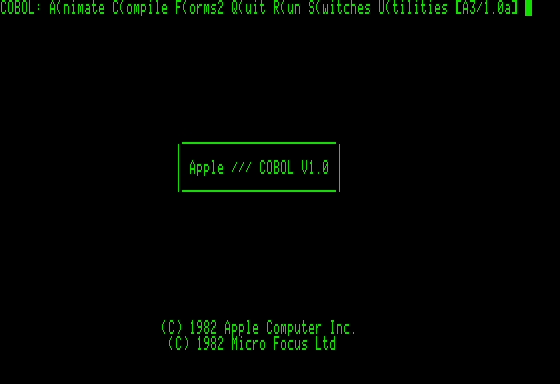 COBOL: A(nimate C(ompile F(orms2 Q(uit R(un S(witches U(tilities [A3/1.0a]
Apple /// COBOL V1.0
(C) 1982 Apple Computer Inc.
(C) 1982 Micro Focus Ltd